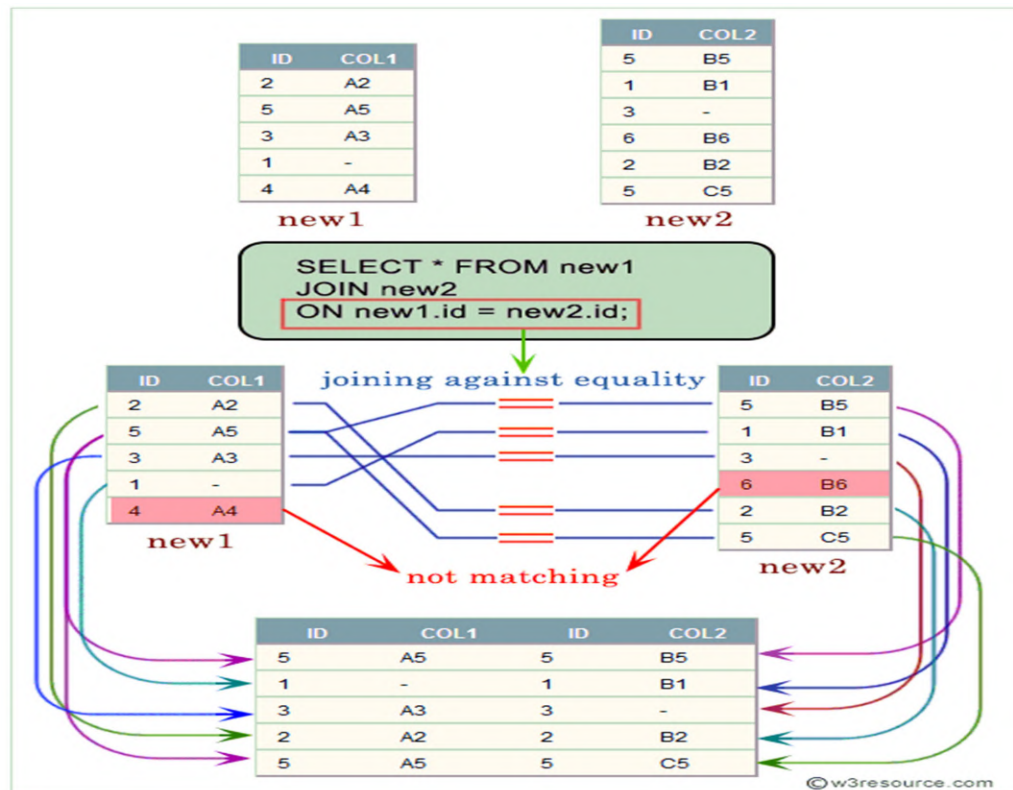 ID COL1
2 A2
5 A5
3 A3
1 -
4 A4
new1
ID COL2
5 B5
1 B1
3 -
6 B6
2 B2
5 C5
new2
SELECT * FROM new1
JOIN new2
ON new1.id = new2.id;
joining against equality
ID COL1
2 A2
5 A5
3 A3
1 -
4 A4
new1
ID COL2
5 B5
1 B1
3 -
6 B6
2 B2
5 C5
new2
not matching
ID COL1 ID COL2
5 A5 5 B5
1 - 1 B1
3 A3 3 -
2 A2 2 B2
5 A5 5 C5
©w3resource.com